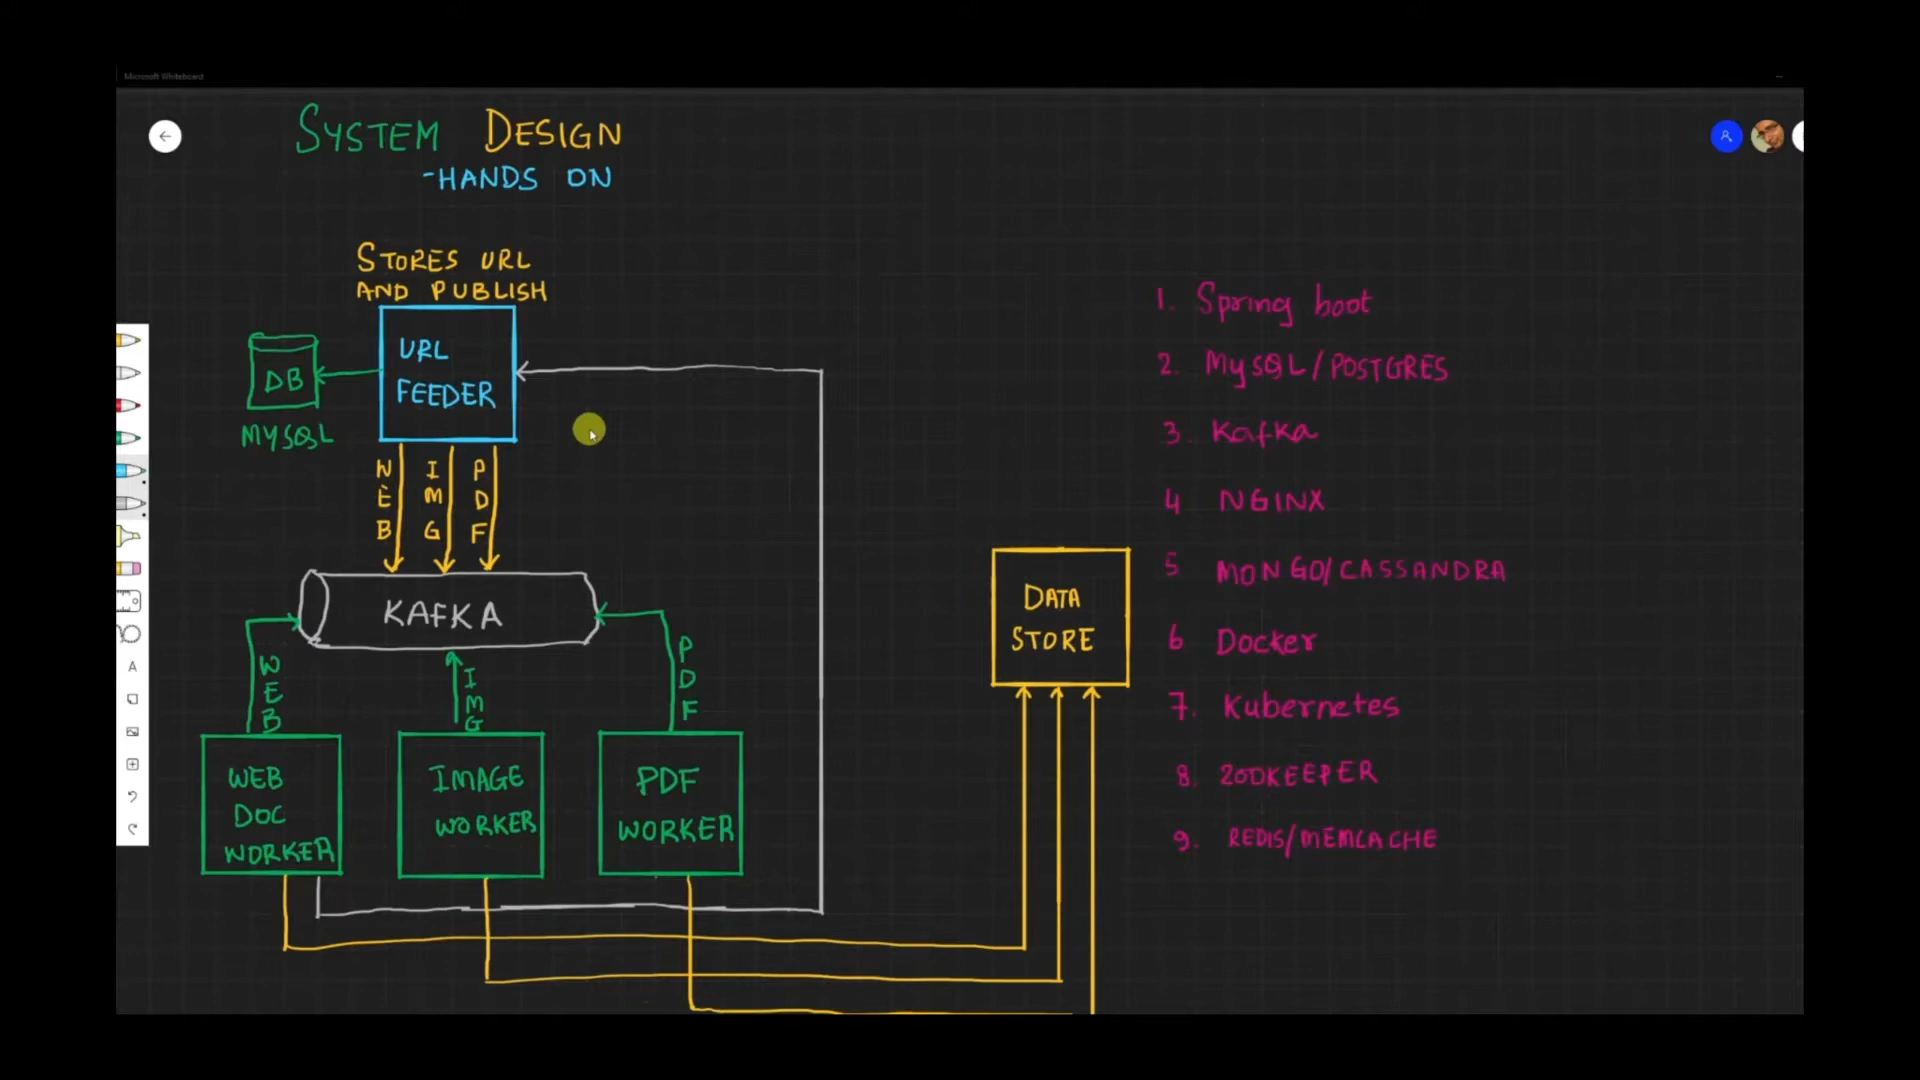 Microsoft Whiteboard
SYSTEM DESIGN
-HANDS ON
STORES URL
AND PUBLISH
URL
FEEDER
DB
MYSQL
WEB
IMG
PDF
KAFKA
WEB
IMG
PDF
WEB
DOC
WORKER
IMAGE
WORKER
PDF
WORKER
DATA
STORE
1. Spring boot
2. MySQL/POSTGRES
3. Kafka
4 NGINX
5 MONGO/CASSANDRA
6 Docker
7. Kubernetes
8. ZOOKEEPER
9. REDIS/MEMCACHE
A